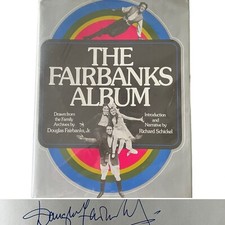 THE
FAIRBANKS
ALBUM
Drawn from
the Family
Archives by
Douglas Fairbanks, Jr.
Introduction
and
Narrative by
Richard Schickel